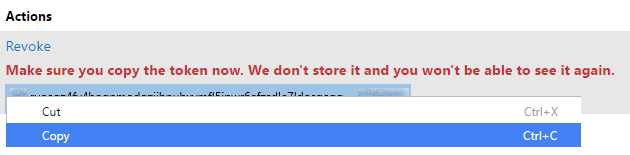 Actions
Revoke
Make sure you copy the token now. We don't store it and you won't be able to see it again.
Cut Ctrl+X
Copy Ctrl+C